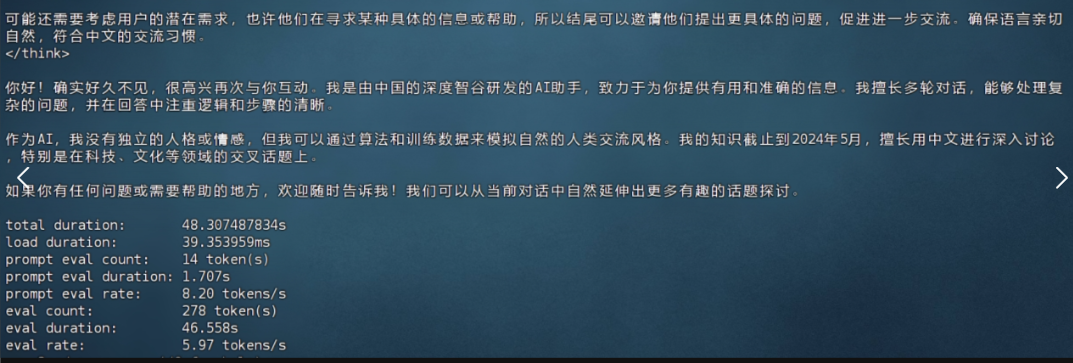 可能还需要考虑用户的潜在需求，也许他们在寻求某种具体的信息或帮助，所以结尾可以邀请他们提出更具体的问题，促进进一步交流。确保语言亲切
自然，符合中文的交流习惯。
</think>
你好！确实好久不见，很高兴再次与你互动。我是由中国的深度智谷研发的AI助手，致力于为你提供有用和准确的信息。我擅长多轮对话，能够处理复
杂的问题，并在回答中注重逻辑和步骤的清晰。
作为AI，我没有独立的人格或情感，但我可以通过算法和训练数据来模拟自然的人类交流风格。我的知识截止到2024年5月，擅长用中文进行深入讨论
，特别是在科技、文化等领域的交叉话题上。
如果你有任何问题或需要帮助的地方，欢迎随时告诉我！我们可以从当前对话中自然延伸出更多有趣的话题探讨。
total duration: 48.307487834s
load duration: 39.353959ms
prompt eval count: 14 token(s)
prompt eval duration: 1.707s
prompt eval rate: 8.20 tokens/s
eval count: 278 token(s)
eval duration: 46.558s
eval rate: 5.97 tokens/s